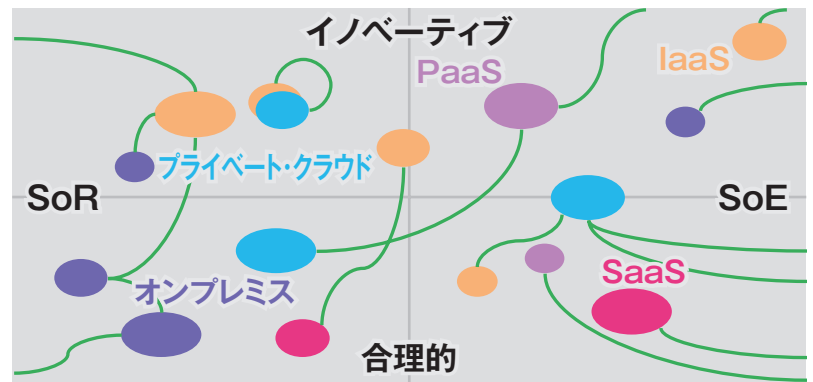 イノベーティブ
PaaS
IaaS
プライベート・クラウド
SoR
SoE
オンプレミス
SaaS
合理的